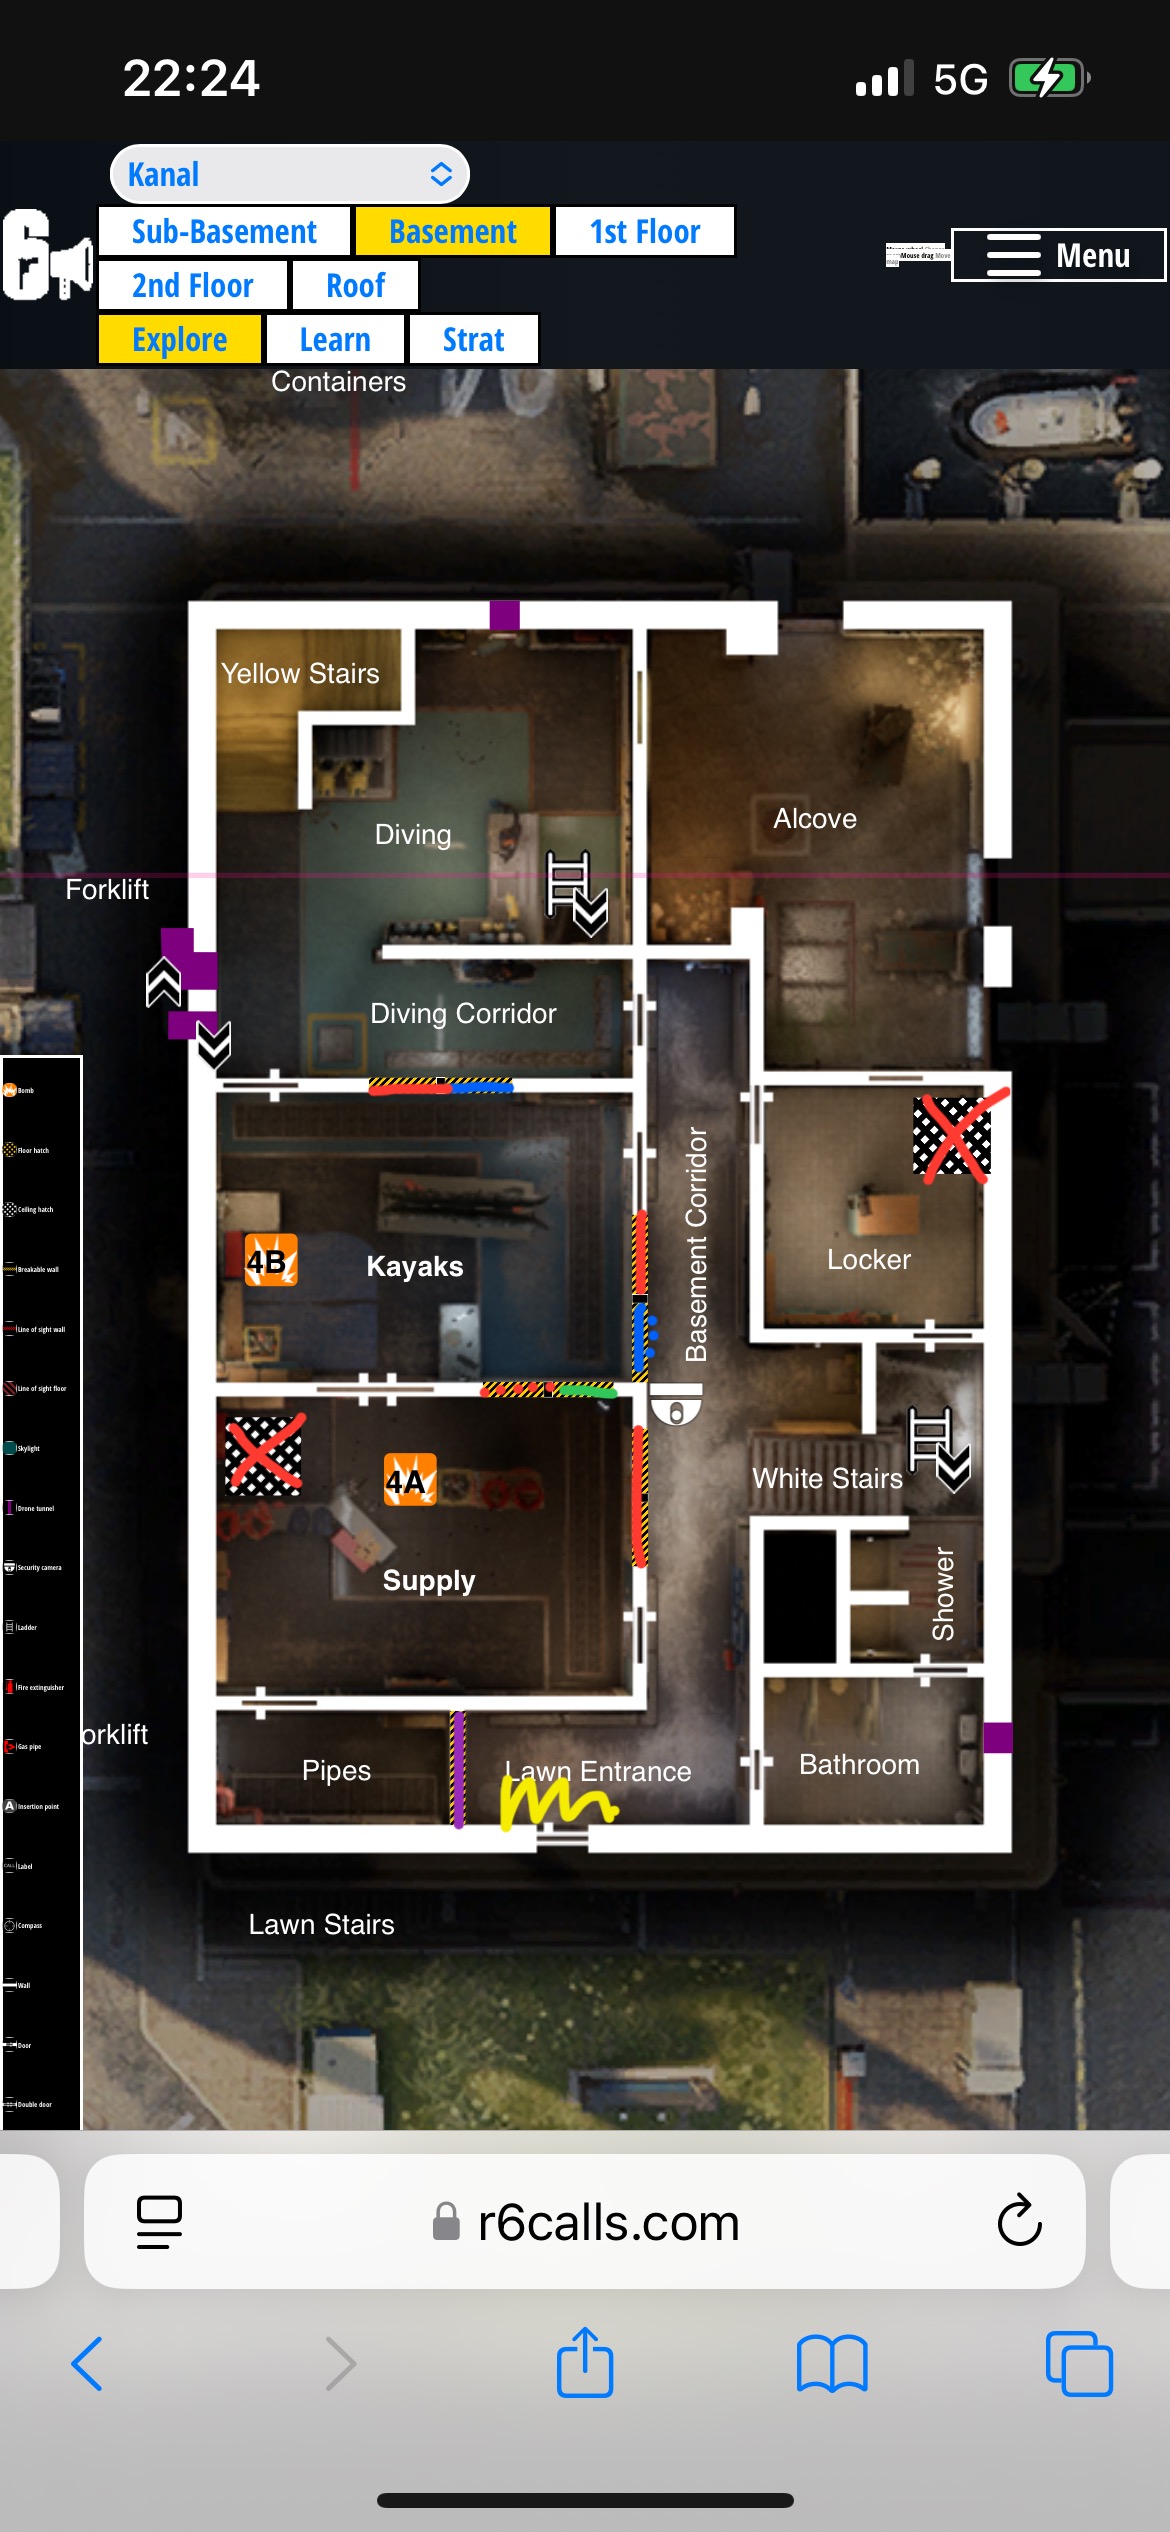 22:24
5G
Kanal
Sub-Basement
Basement
1st Floor
2nd Floor
Roof
Explore
Learn
Strat
Mouse drag Move
Menu
Containers
Yellow Stairs
Diving
Alcove
Forklift
Diving Corridor
Basement Corridor
4B
Kayaks
Locker
4A
White Stairs
Supply
Shower
orklift
Pipes
Lawn Entrance
Bathroom
Lawn Stairs
Bomb
Floor hatch
Ceiling hatch
Breakable wall
Line of sight wall
Line of sight floor
Skylight
Drone tunnel
Security camera
Ladder
Fire extinguisher
Gas pipe
A Insertion point
Label
Compass
Wall
Door
Double door
r6calls.com